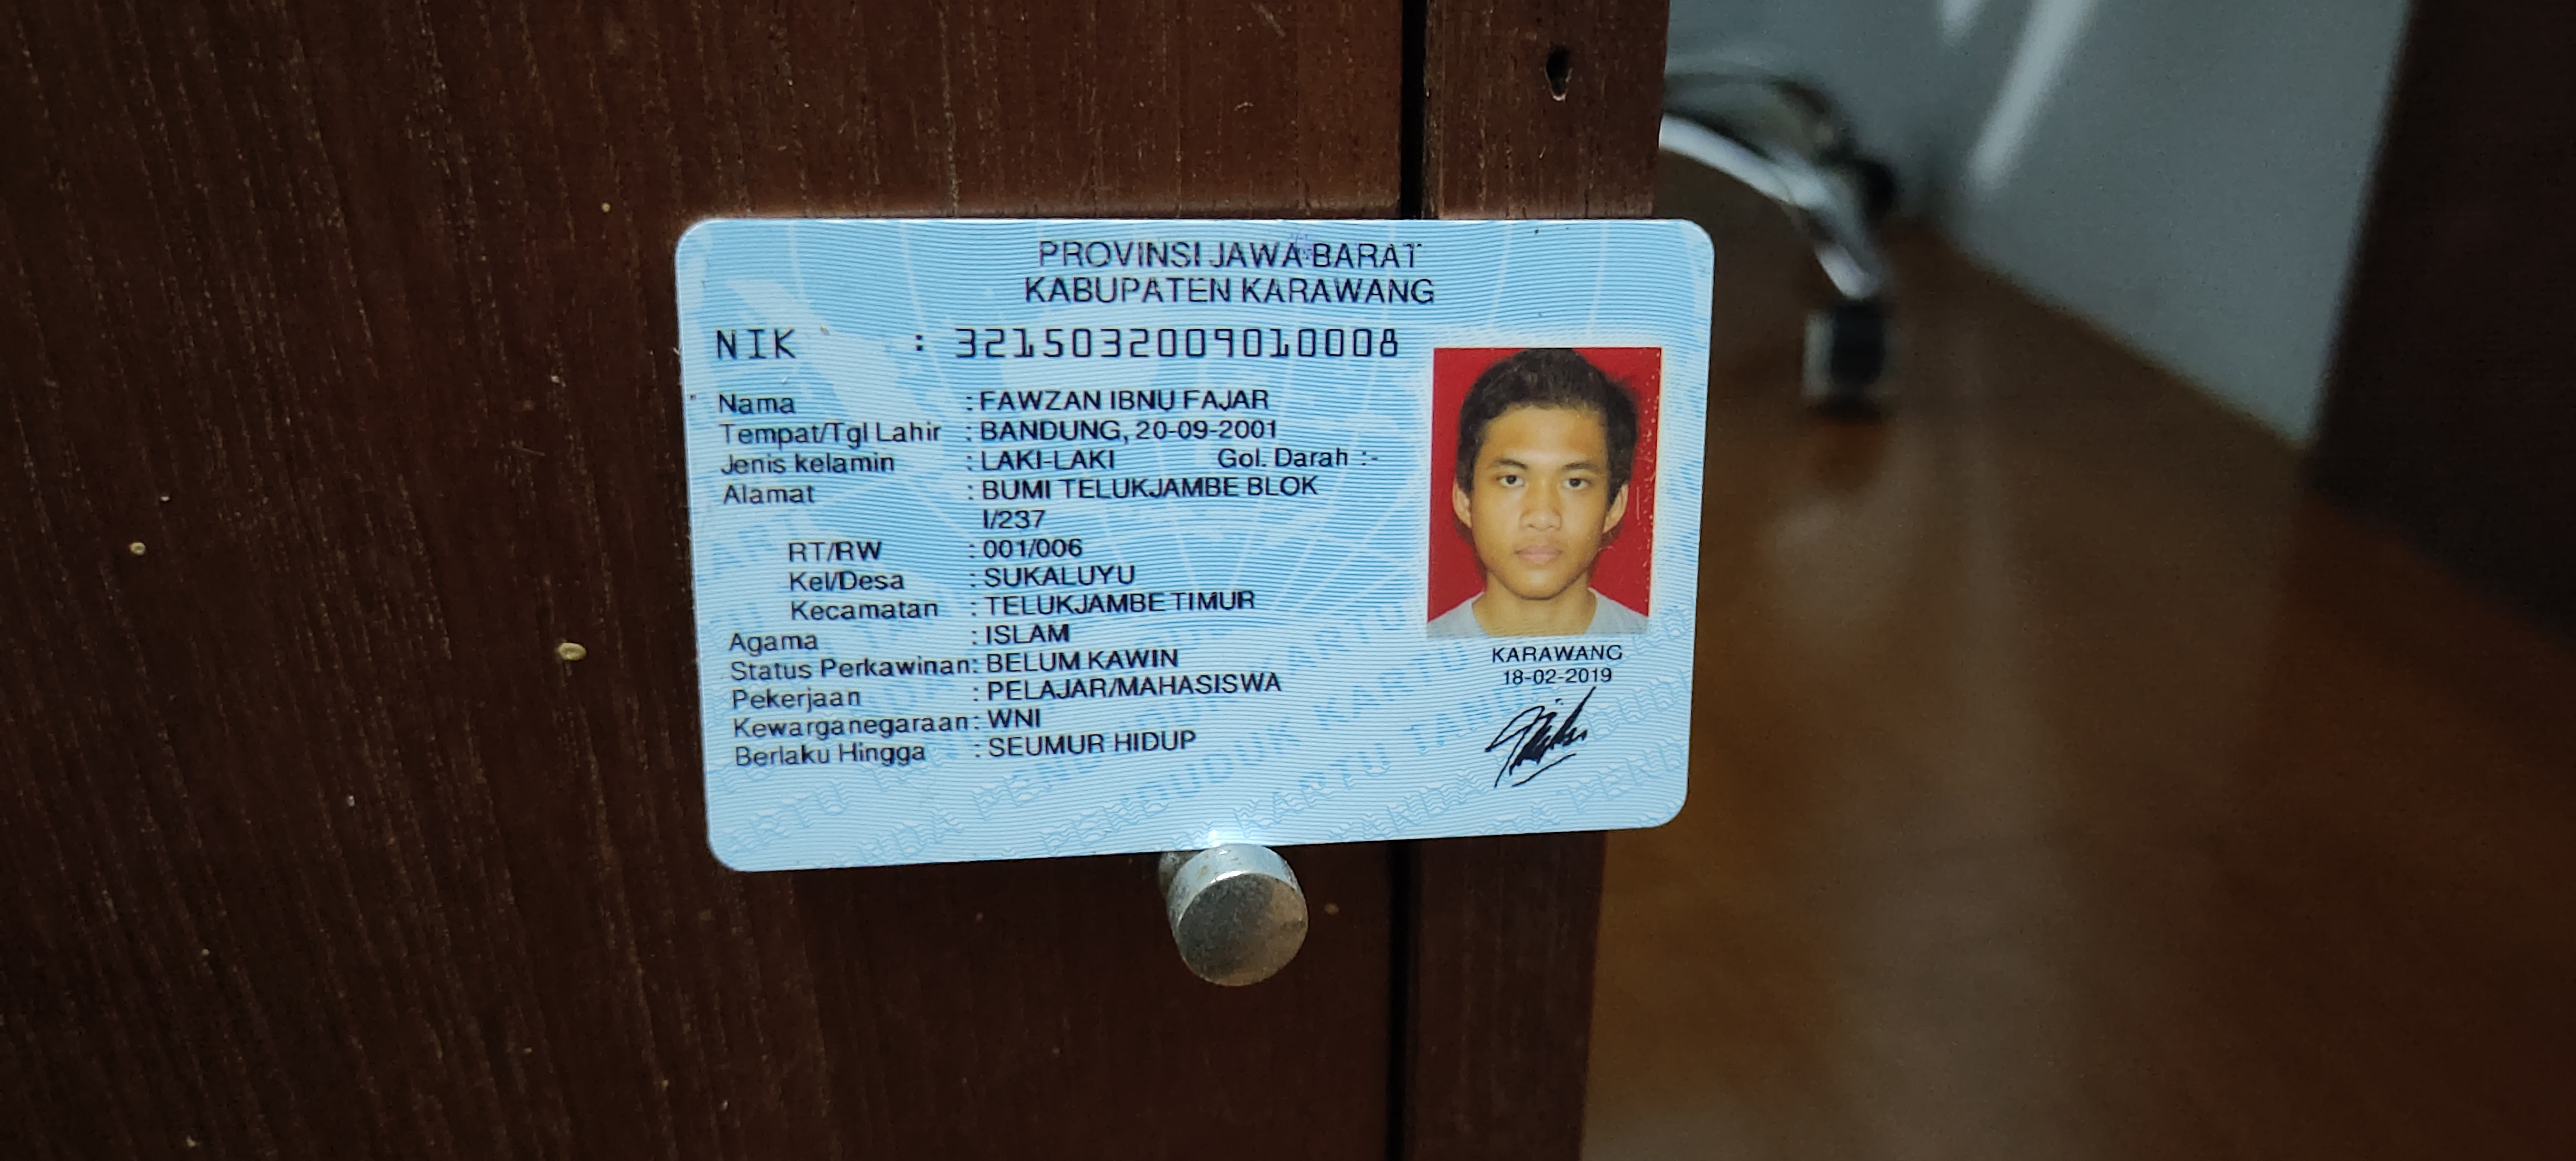 PROVINSI JAWA BARAT
KABUPATEN KARAWANG
NIK : 3215032009010008
Nama : FAWZAN IBNU FAJAR
Tempat/Tgl Lahir : BANDUNG, 20-09-2001
Jenis kelamin : LAKI-LAKI Gol. Darah :-
Alamat : BUMI TELUKJAMBE BLOK
I/237
RT/RW : 001/006
Kel/Desa : SUKALUYU
Kecamatan : TELUKJAMBE TIMUR
Agama : ISLAM
Status Perkawinan: BELUM KAWIN
Pekerjaan : PELAJAR/MAHASISWA
Kewarganegaraan: WNI
Berlaku Hingga : SEUMUR HIDUP
KARAWANG
18-02-2019